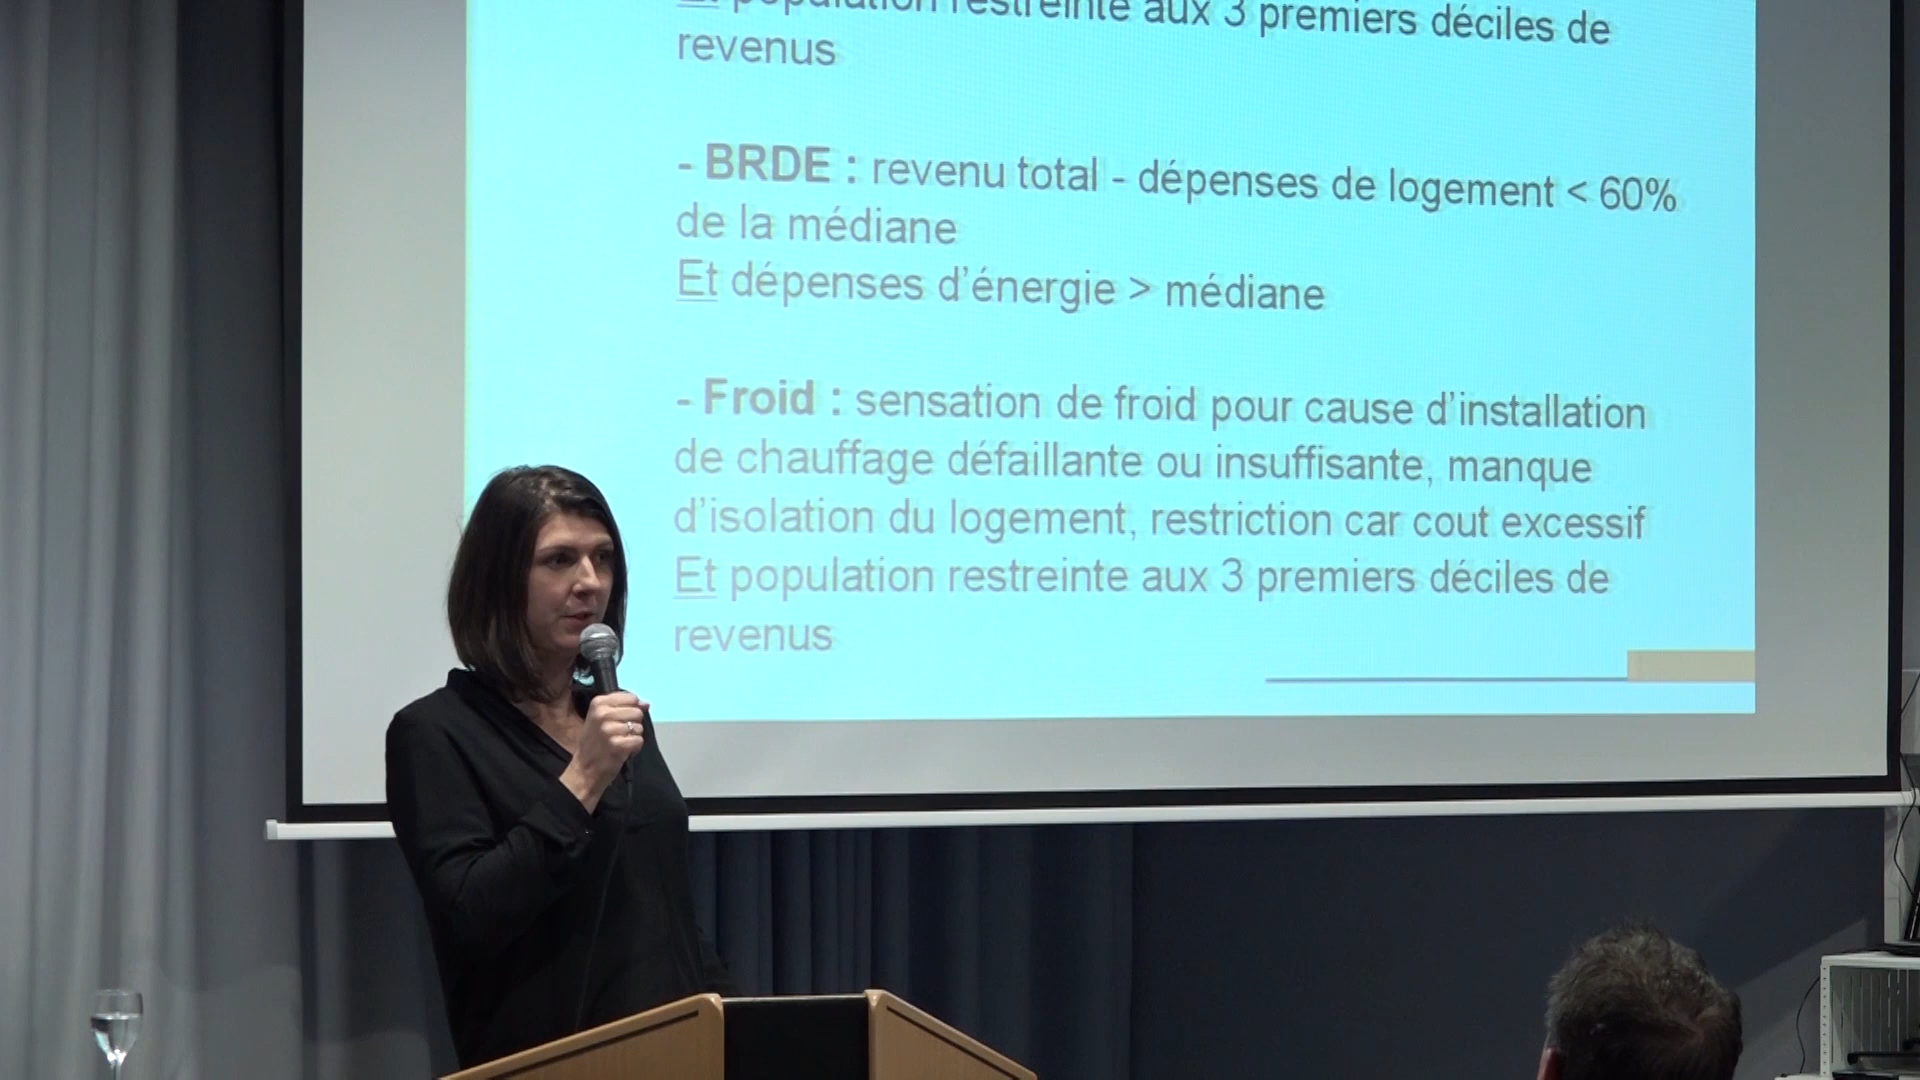 Et population restreinte aux 3 premiers déciles de
revenus
- BRDE : revenu total - dépenses de logement < 60%
de la médiane
Et dépenses d'énergie > médiane
- Froid : sensation de froid pour cause d'installation
de chauffage défaillante ou insuffisante, manque
d'isolation du logement, restriction car cout excessif
Et population restreinte aux 3 premiers déciles de
revenus